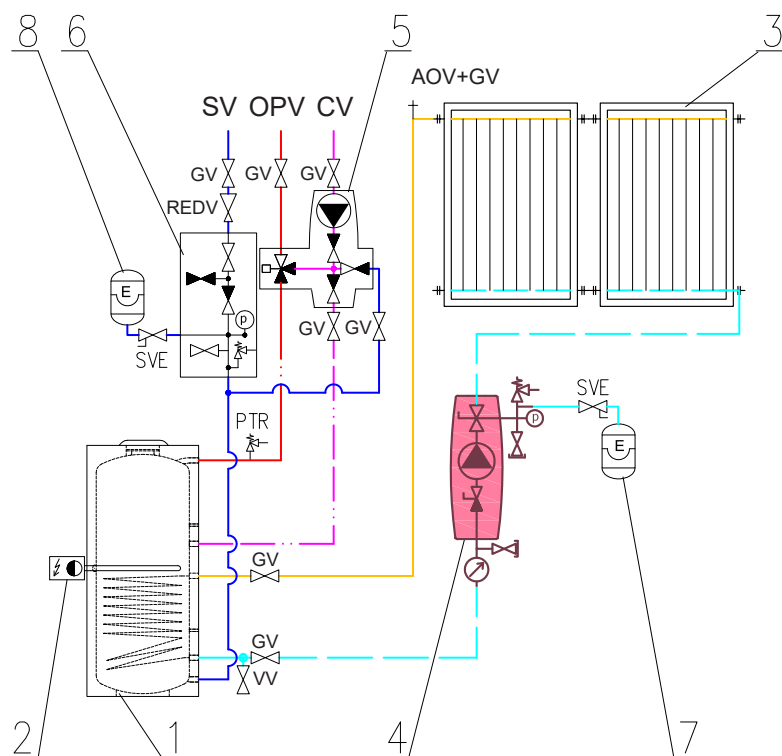 8 6 5 3
AOV+GV
SV OPV CV
GV GV GV
REDV
E
p
GV GV
SVE
SVE
PTR
p
E
GV
GV
VV
2 1 4 7